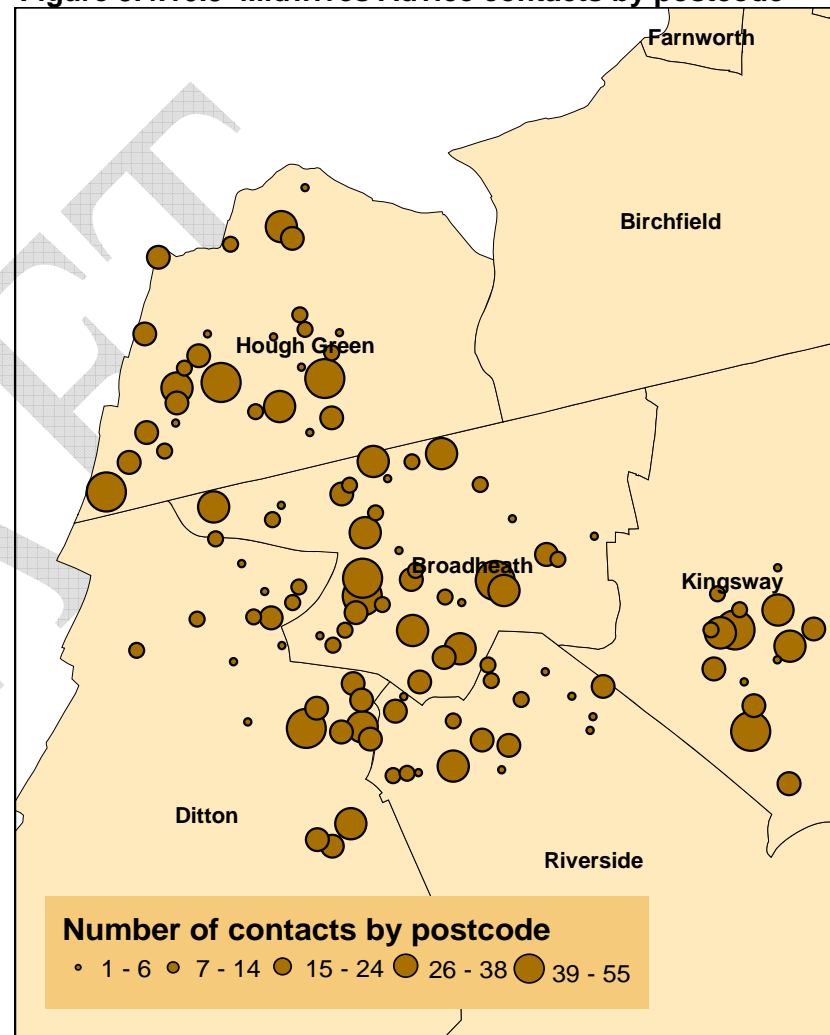 Farnworth
Birchfield
Hough Green
Broadheath
Kingsway
Ditton
Riverside
Number of contacts by postcode
1 - 6 7 - 14 15 - 24 26 - 38 39 - 55